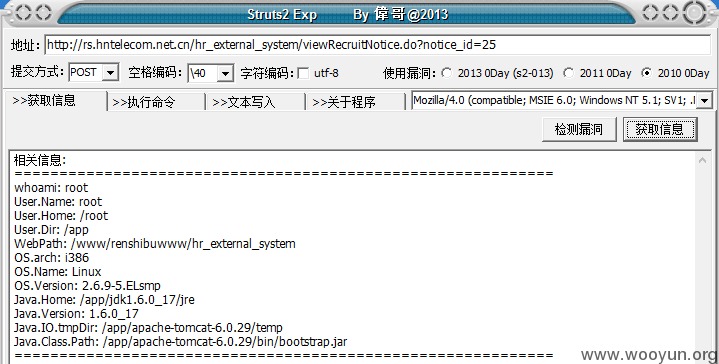 Struts2 Exp By 偉哥@2013
地址: http://rs.hntelecom.net.cn/hr_external_system/viewRecruitNotice.do?notice_id=25
提交方式: POST 空格编码: \40 字符编码: utf-8 使用漏洞: 2013 0Day (s2-013) 2011 0Day 2010 0Day
>>获取信息 >>执行命令 >>文本写入 >>关于程序 Mozilla/4.0 (compatible; MSIE 6.0; Windows NT 5.1; SV1; .
检测漏洞 获取信息
相关信息:
======================================================
whoami: root
User.Name: root
User.Home: /root
User.Dir: /app
WebPath: /www/renshibuwww/hr_external_system
OS.arch: i386
OS.Name: Linux
OS.Version: 2.6.9-5.ELsmp
Java.Home: /app/jdk1.6.0_17/jre
Java.Version: 1.6.0_17
Java.IO.tmpDir: /app/apache-tomcat-6.0.29/temp
Java.Class.Path: /app/apache-tomcat-6.0.29/bin/bootstrap.jar
======================================================
www.wooyun.org